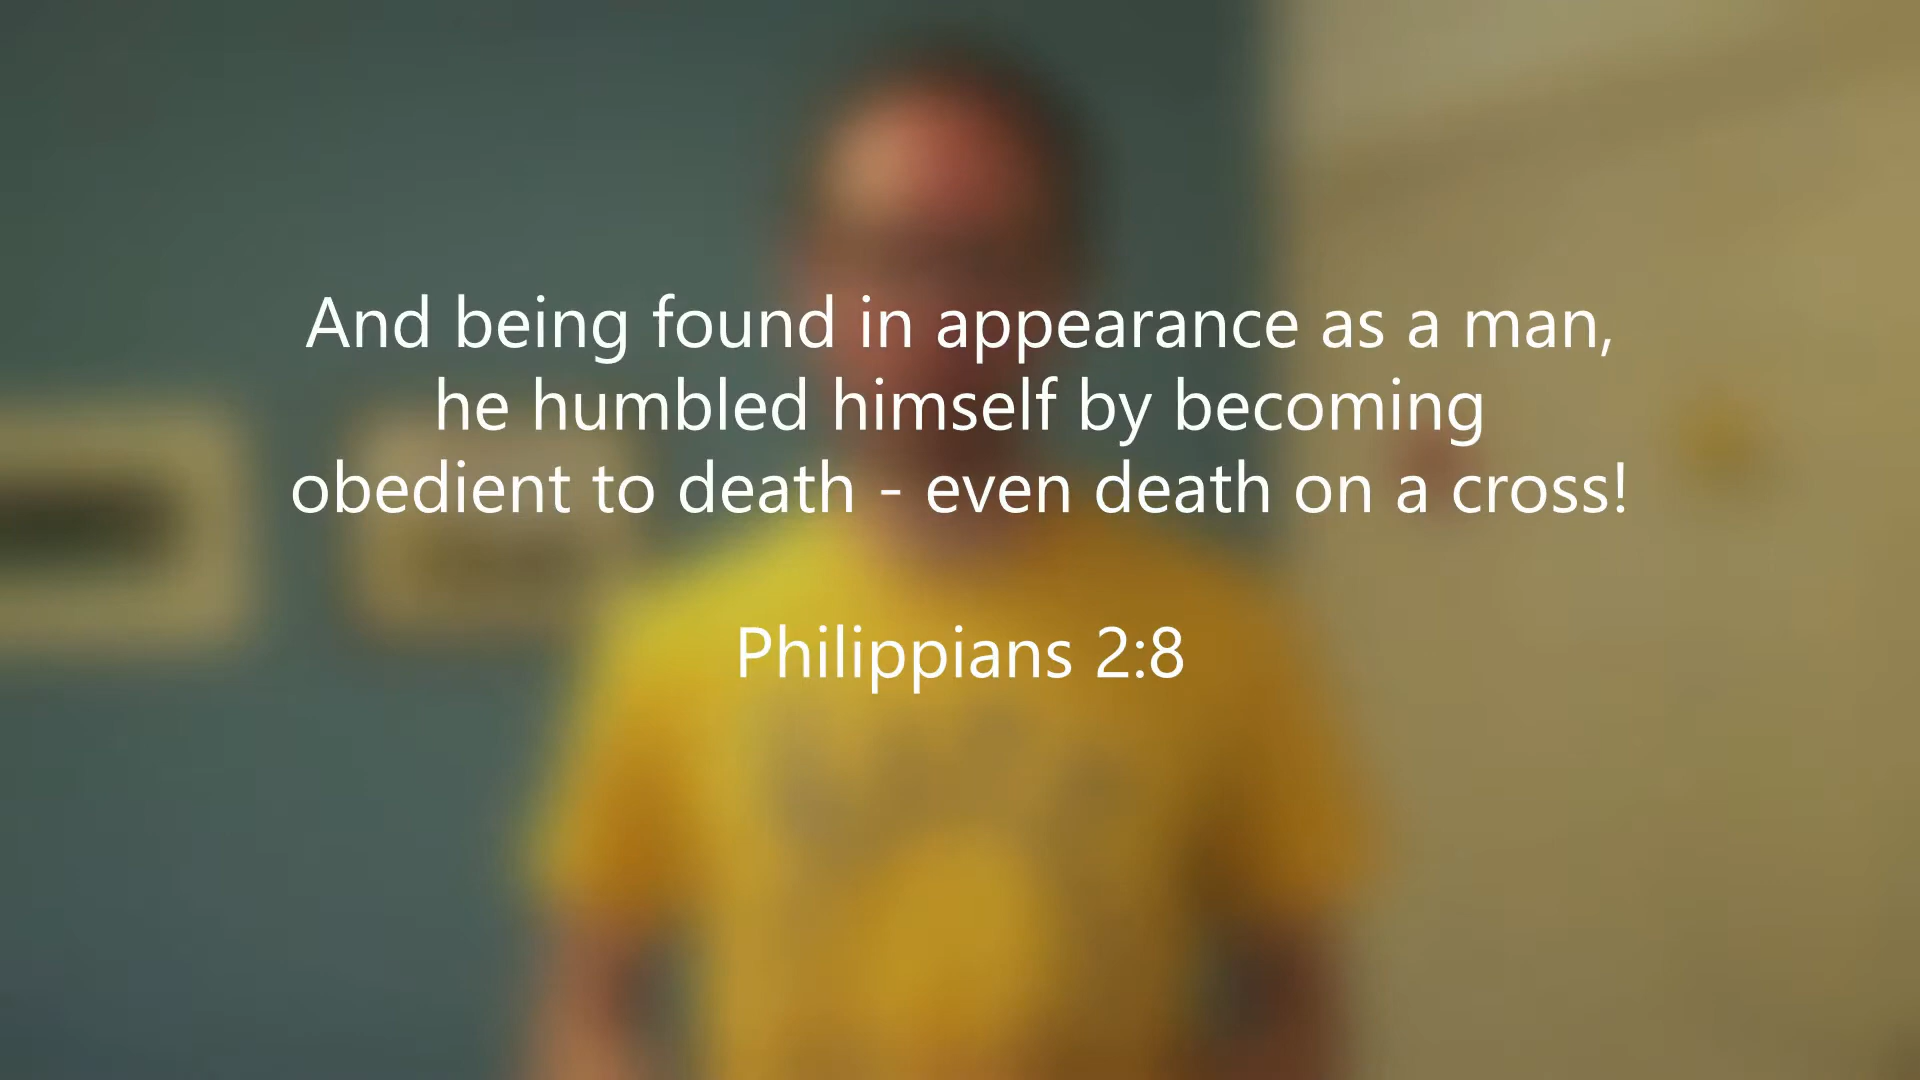 And being found in appearance as a man,
he humbled himself by becoming
obedient to death - even death on a cross!
Philippians 2:8